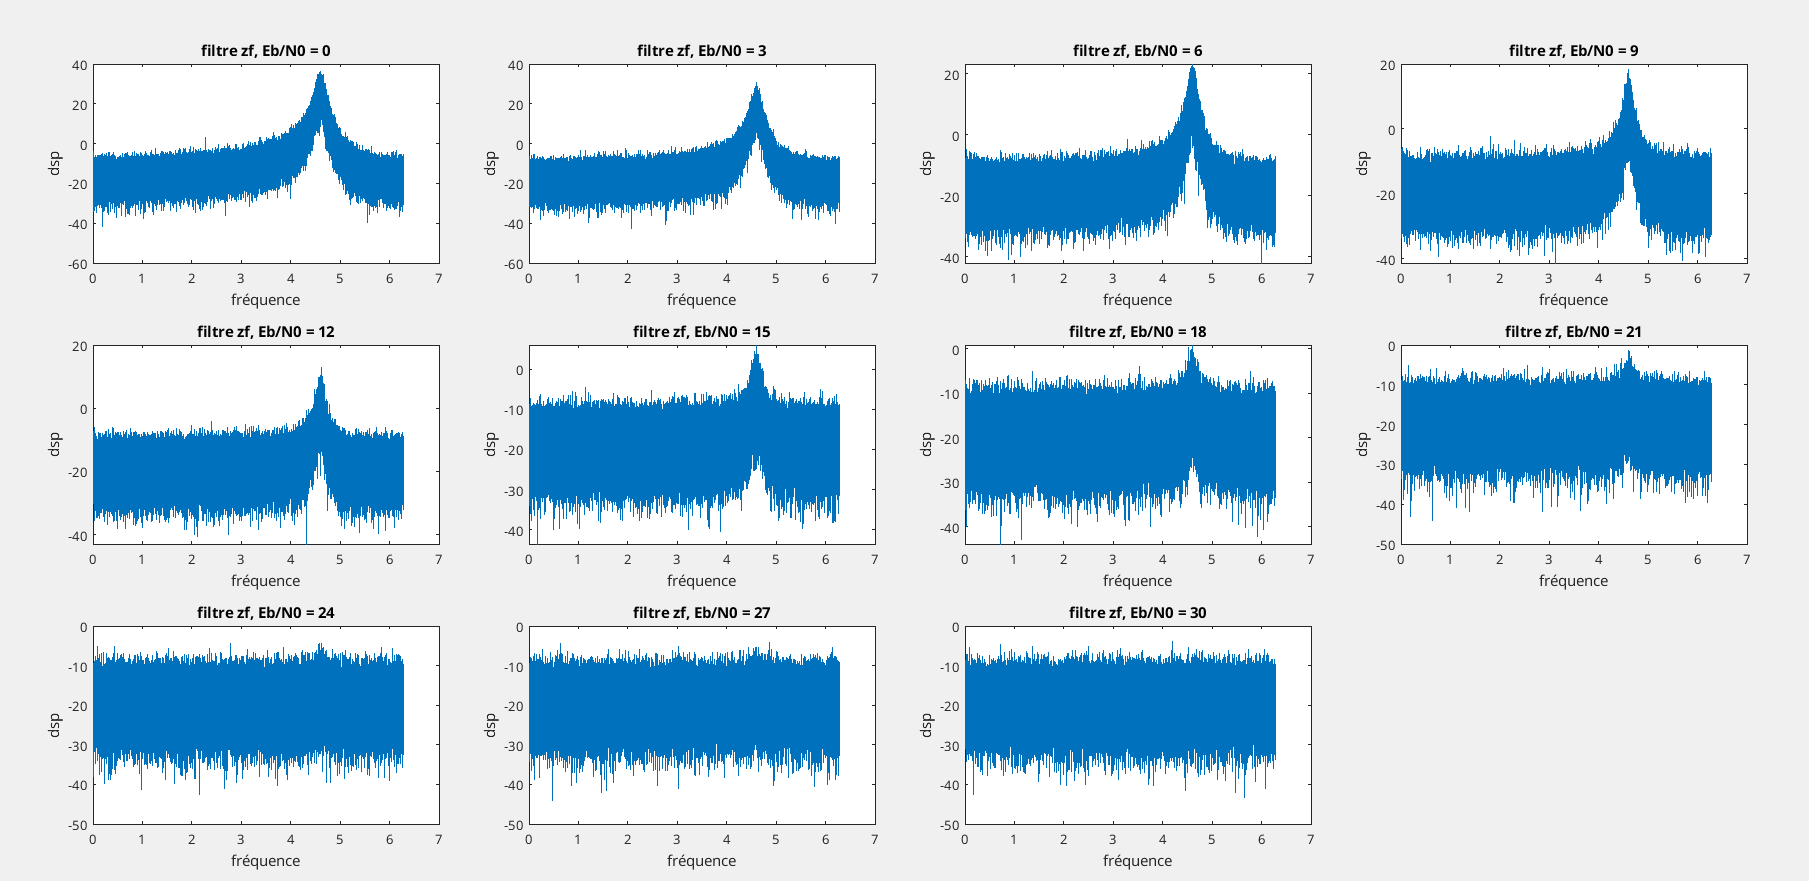 filtre zf, Eb/N0 = 0
40
20
0
-20
-40
-60
dsp
0 1 2 3 4 5 6 7
fréquence
filtre zf, Eb/N0 = 3
40
20
0
-20
-40
-60
dsp
0 1 2 3 4 5 6 7
fréquence
filtre zf, Eb/N0 = 6
20
0
-20
-40
dsp
0 1 2 3 4 5 6 7
fréquence
filtre zf, Eb/N0 = 9
20
0
-20
-40
dsp
0 1 2 3 4 5 6 7
fréquence
filtre zf, Eb/N0 = 12
20
0
-20
-40
dsp
0 1 2 3 4 5 6 7
fréquence
filtre zf, Eb/N0 = 15
0
-10
-20
-30
-40
dsp
0 1 2 3 4 5 6 7
fréquence
filtre zf, Eb/N0 = 18
0
-10
-20
-30
-40
dsp
0 1 2 3 4 5 6 7
fréquence
filtre zf, Eb/N0 = 21
0
-10
-20
-30
-40
-50
dsp
0 1 2 3 4 5 6 7
fréquence
filtre zf, Eb/N0 = 24
0
-10
-20
-30
-40
-50
dsp
0 1 2 3 4 5 6 7
fréquence
filtre zf, Eb/N0 = 27
0
-10
-20
-30
-40
-50
dsp
0 1 2 3 4 5 6 7
fréquence
filtre zf, Eb/N0 = 30
0
-10
-20
-30
-40
-50
dsp
0 1 2 3 4 5 6 7
fréquence